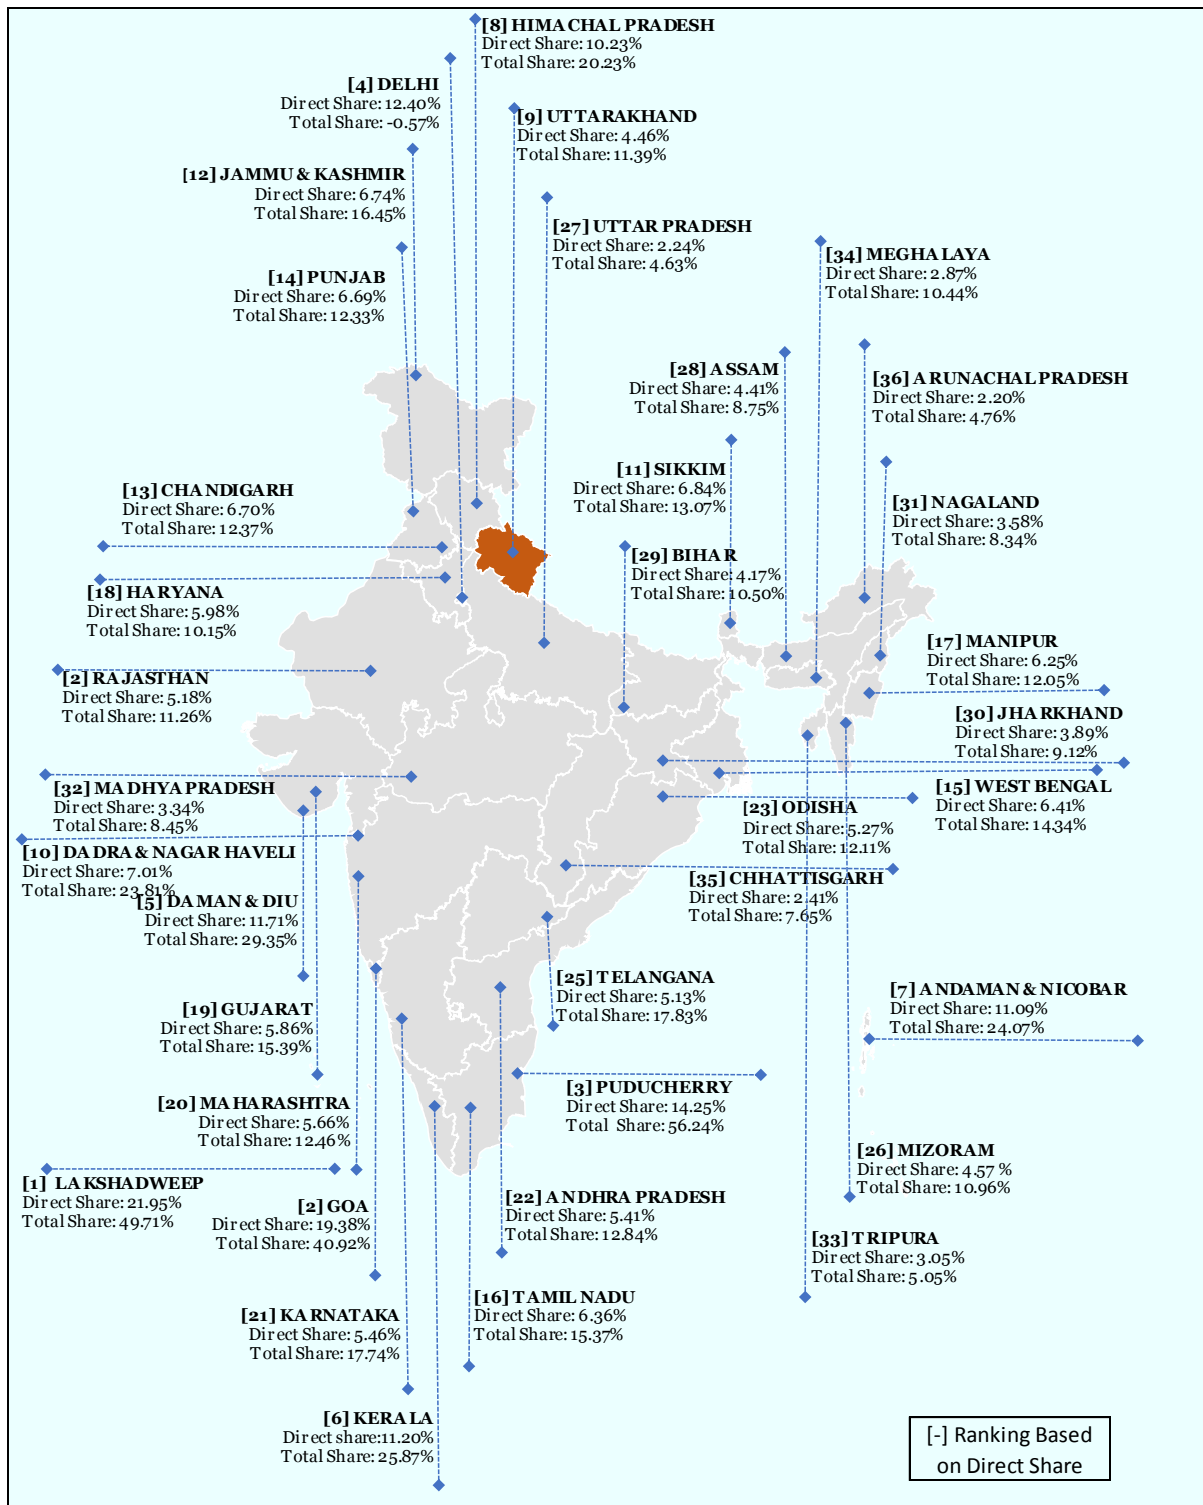 [8] HIMACHAL PRADESH
Direct Share: 10.23%
Total Share: 20.23%
[4] DELHI
Direct Share: 12.40%
Total Share: -0.57%
[9] UTTARAKHAND
Direct Share: 4.46%
Total Share: 11.39%
[12] JAMMU & KASHMIR
Direct Share: 6.74%
Total Share: 16.45%
[27] UTTAR PRADESH
Direct Share: 2.24%
Total Share: 4.63%
[34] MEGHALAYA
Direct Share: 2.87%
Total Share: 10.44%
[14] PUNJAB
Direct Share: 6.69%
Total Share: 12.33%
[28] ASSAM
Direct Share: 4.41%
Total Share: 8.75%
[36] ARUNACHAL PRADESH
Direct Share: 2.20%
Total Share: 4.76%
[11] SIKKIM
Direct Share: 6.84%
Total Share: 13.07%
[13] CHANDIGARH
Direct Share: 6.70%
Total Share: 12.37%
[31] NAGALAND
Direct Share: 3.58%
Total Share: 8.34%
[29] BIHAR
Direct Share: 4.17%
Total Share: 10.50%
[18] HARYANA
Direct Share: 5.98%
Total Share: 10.15%
[17] MANIPUR
Direct Share: 6.25%
Total Share: 12.05%
[2] RAJASTHAN
Direct Share: 5.18%
Total Share: 11.26%
[30] JHARKHAND
Direct Share: 3.89%
Total Share: 9.12%
[32] MADHYA PRADESH
Direct Share: 3.34%
Total Share: 8.45%
[15] WEST BENGAL
Direct Share: 6.41%
Total Share: 14.34%
[23] ODISHA
Direct Share: 5.27%
Total Share: 12.11%
[10] DADRA & NAGAR HAVELI
Direct Share: 7.01%
Total Share: 23.81%
[35] CHHATTISGARH
Direct Share: 2.41%
Total Share: 7.65%
[5] DAMAN & DIU
Direct Share: 11.71%
Total Share: 29.35%
[25] TELANGANA
Direct Share: 5.13%
Total Share: 17.83%
[7] ANDAMAN & NICOBAR
Direct Share: 11.09%
Total Share: 24.07%
[19] GUJARAT
Direct Share: 5.86%
Total Share: 15.39%
[3] PUDUCHERRY
Direct Share: 14.25%
Total Share: 56.24%
[20] MAHARASHTRA
Direct Share: 5.66%
Total Share: 12.46%
[26] MIZORAM
Direct Share: 4.57 %
Total Share: 10.96%
[1] LAKSHADWEEP
Direct Share: 21.95%
Total Share: 49.71%
[22] ANDHRA PRADESH
Direct Share: 5.41%
Total Share: 12.84%
[2] GOA
Direct Share: 19.38%
Total Share: 40.92%
[33] TRIPURA
Direct Share: 3.05%
Total Share: 5.05%
[16] TAMIL NADU
Direct Share: 6.36%
Total Share: 15.37%
[21] KARNATAKA
Direct Share: 5.46%
Total Share: 17.74%
[6] KERALA
Direct share:11.20%
Total Share: 25.87%
[-] Ranking Based
on Direct Share